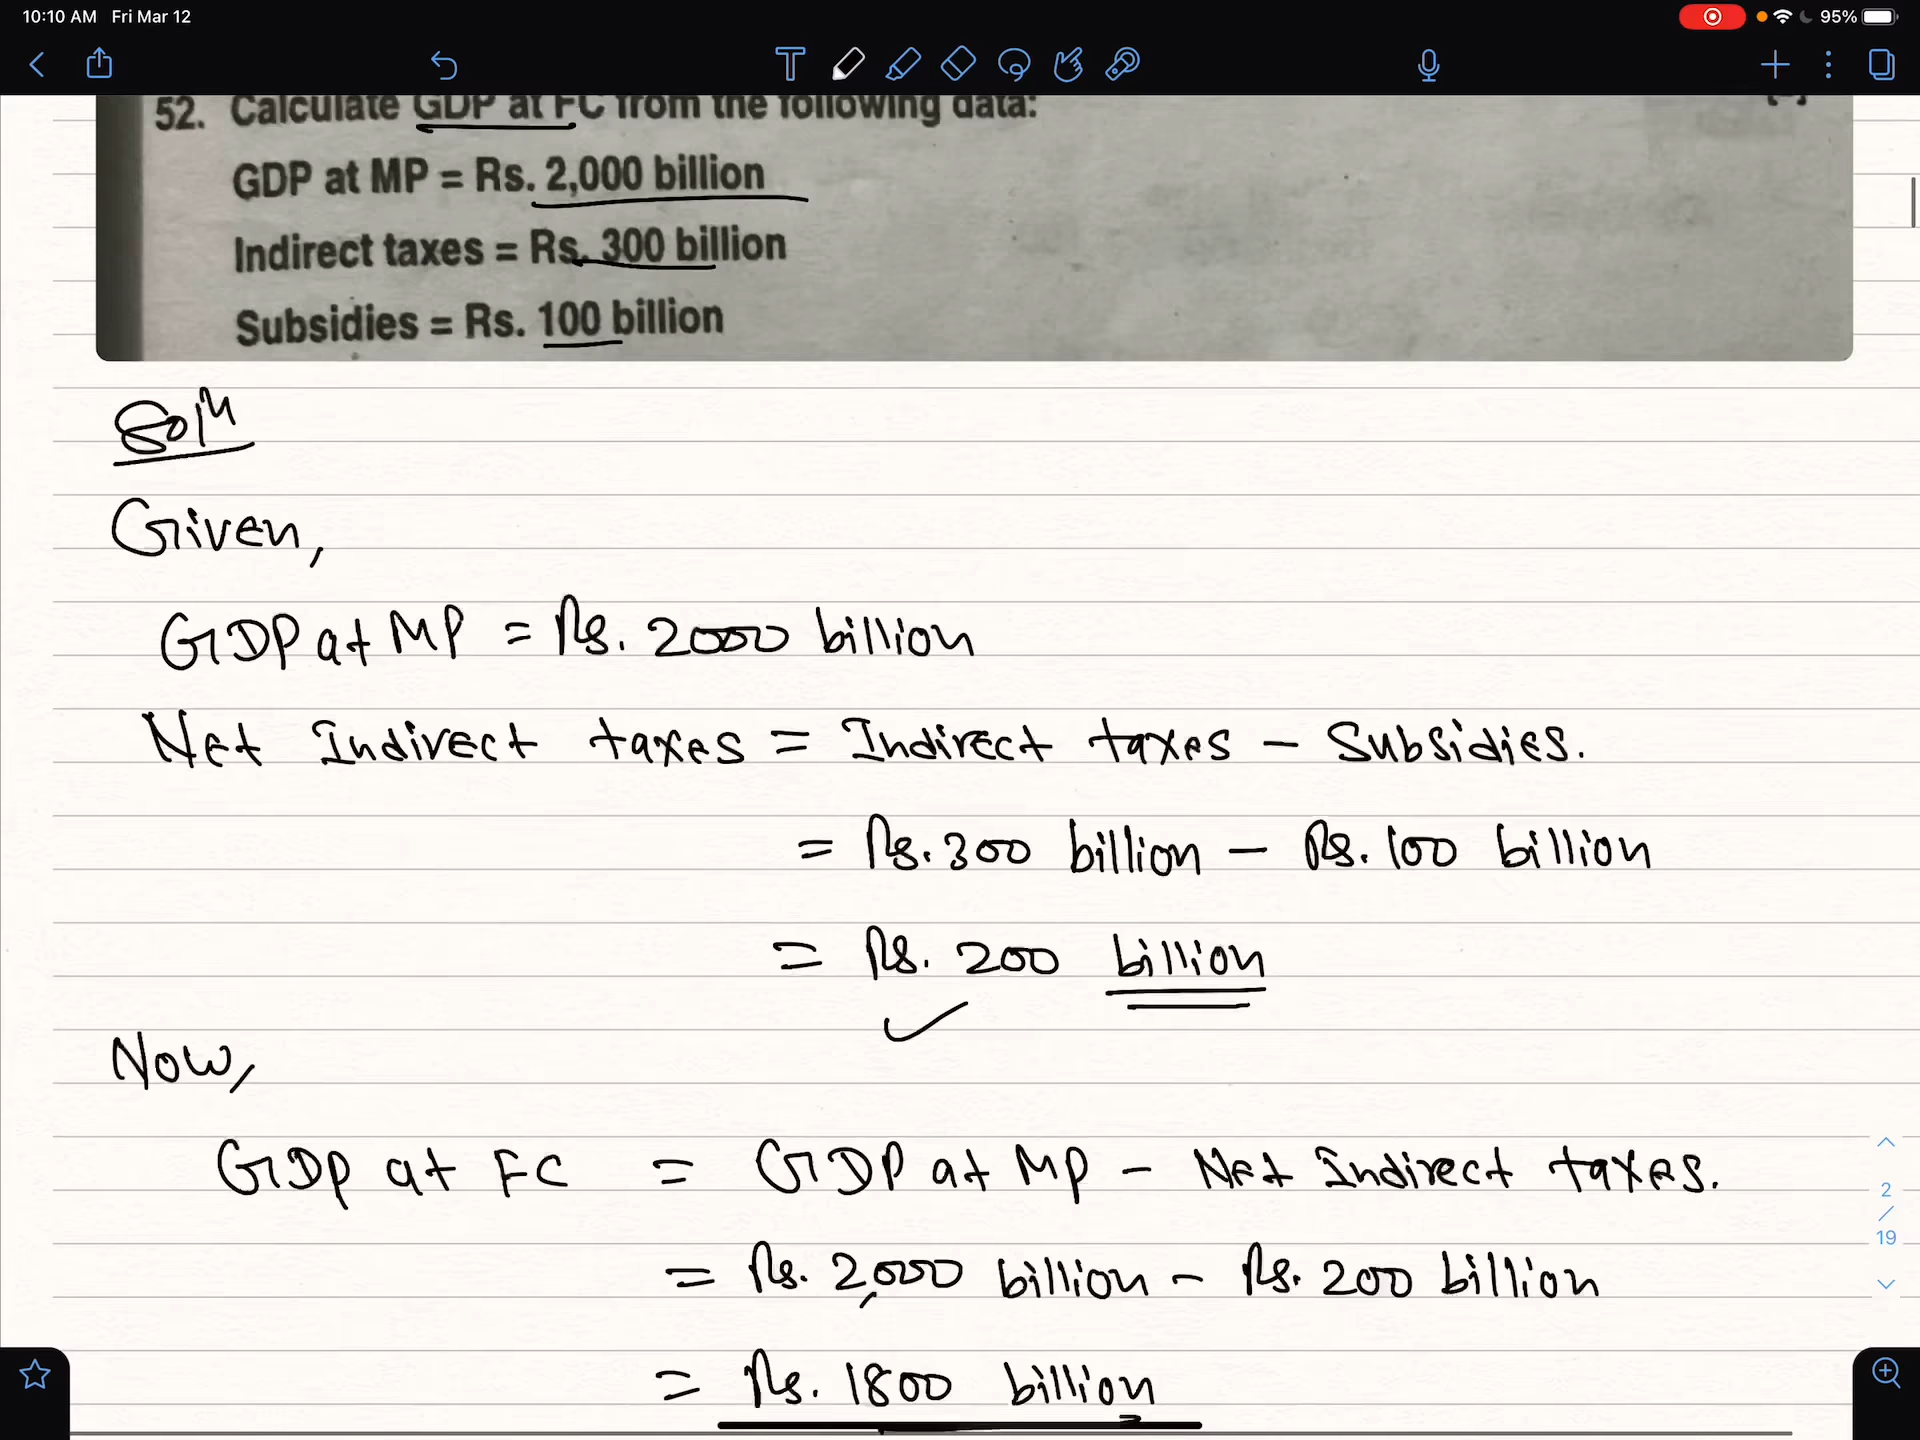 10:10 AM Fri Mar 12
95%
52. Calculate GDP at FC from the following data:
GDP at MP = Rs. 2,000 billion
Indirect taxes = Rs. 300 billion
Subsidies = Rs. 100 billion
Soln
Given,
GDP at MP = Rs. 2000 billion
Net Indirect taxes = Indirect taxes - Subsidies.
= Rs. 300 billion - Rs. 100 billion
= Rs. 200 billion
Now,
GDP at FC = GDP at MP - Net Indirect taxes.
= Rs. 2,000 billion - Rs. 200 billion
= Rs. 1800 billion
2
/
19